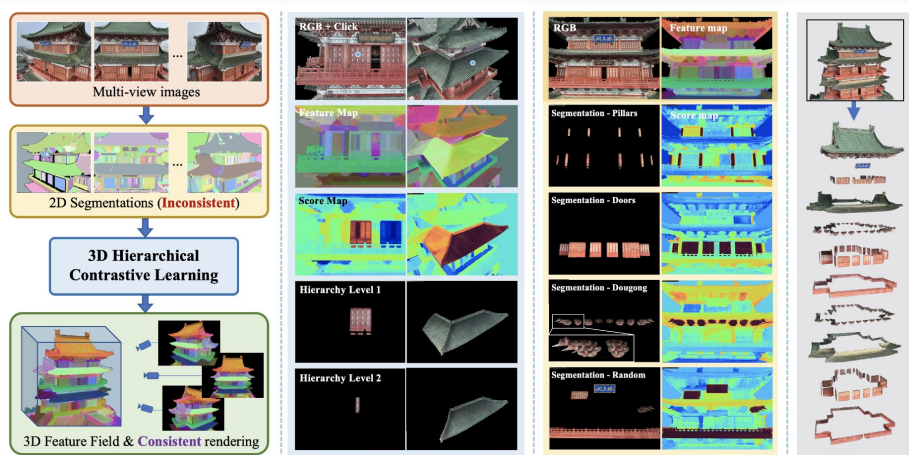 Multi-view images
2D Segmentations (Inconsistent)
3D Hierarchical
Contrastive Learning
3D Feature Field & Consistent rendering
RGB + Click
Feature Map
Score Map
Hierarchy Level 1
Hierarchy Level 2
RGB
Feature map
Segmentation - Pillars
Score map
Segmentation - Doors
Segmentation - Dougong
Segmentation - Random